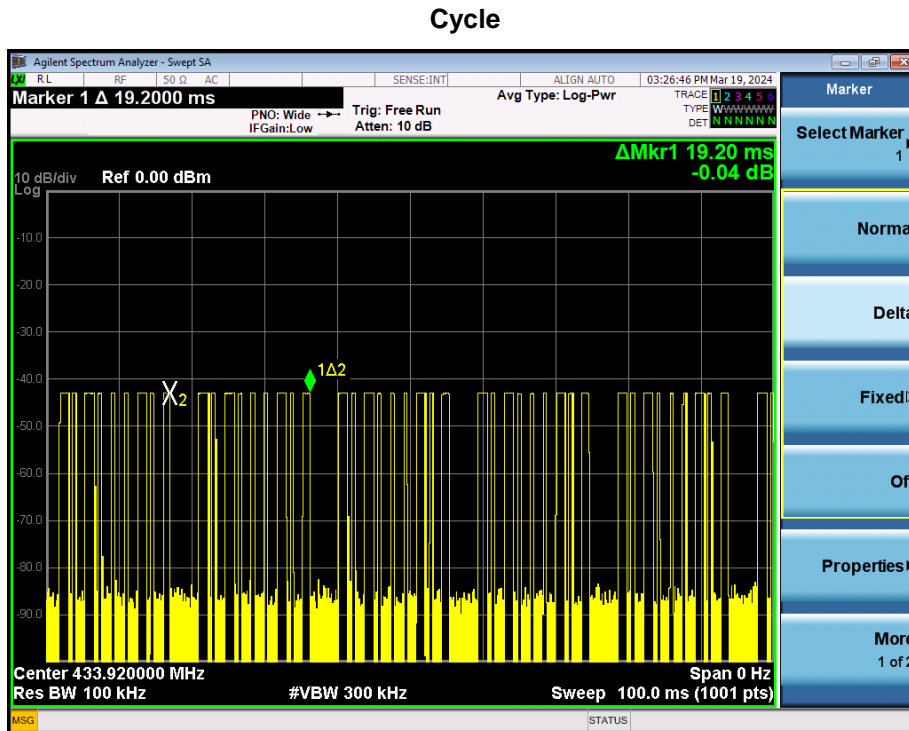 Cycle
Agilent Spectrum Analyzer - Swept SA
LXI RL RF 50 Ω AC SENSE:INT ALIGN AUTO 03:26:46 PM Mar 19, 2024
Marker 1 Δ 19.2000 ms
PNO: Wide
IFGain:Low
Trig: Free Run
Atten: 10 dB
Avg Type: Log-Pwr
TRACE 1 2 3 4 5 6
TYPE WWWWWW
DET N N N N N N
ΔMkr1 19.20 ms
-0.04 dB
10 dB/div Ref 0.00 dBm
Log
-10.0
-20.0
-30.0
-40.0
-50.0
-60.0
-70.0
-80.0
-90.0
1Δ2
X2
Center 433.920000 MHz Span 0 Hz
Res BW 100 kHz #VBW 300 kHz Sweep 100.0 ms (1001 pts)
MSG STATUS
Marker
Select Marker
1
Norma
Delta
Fixed
Of
Properties
More
1 of 2